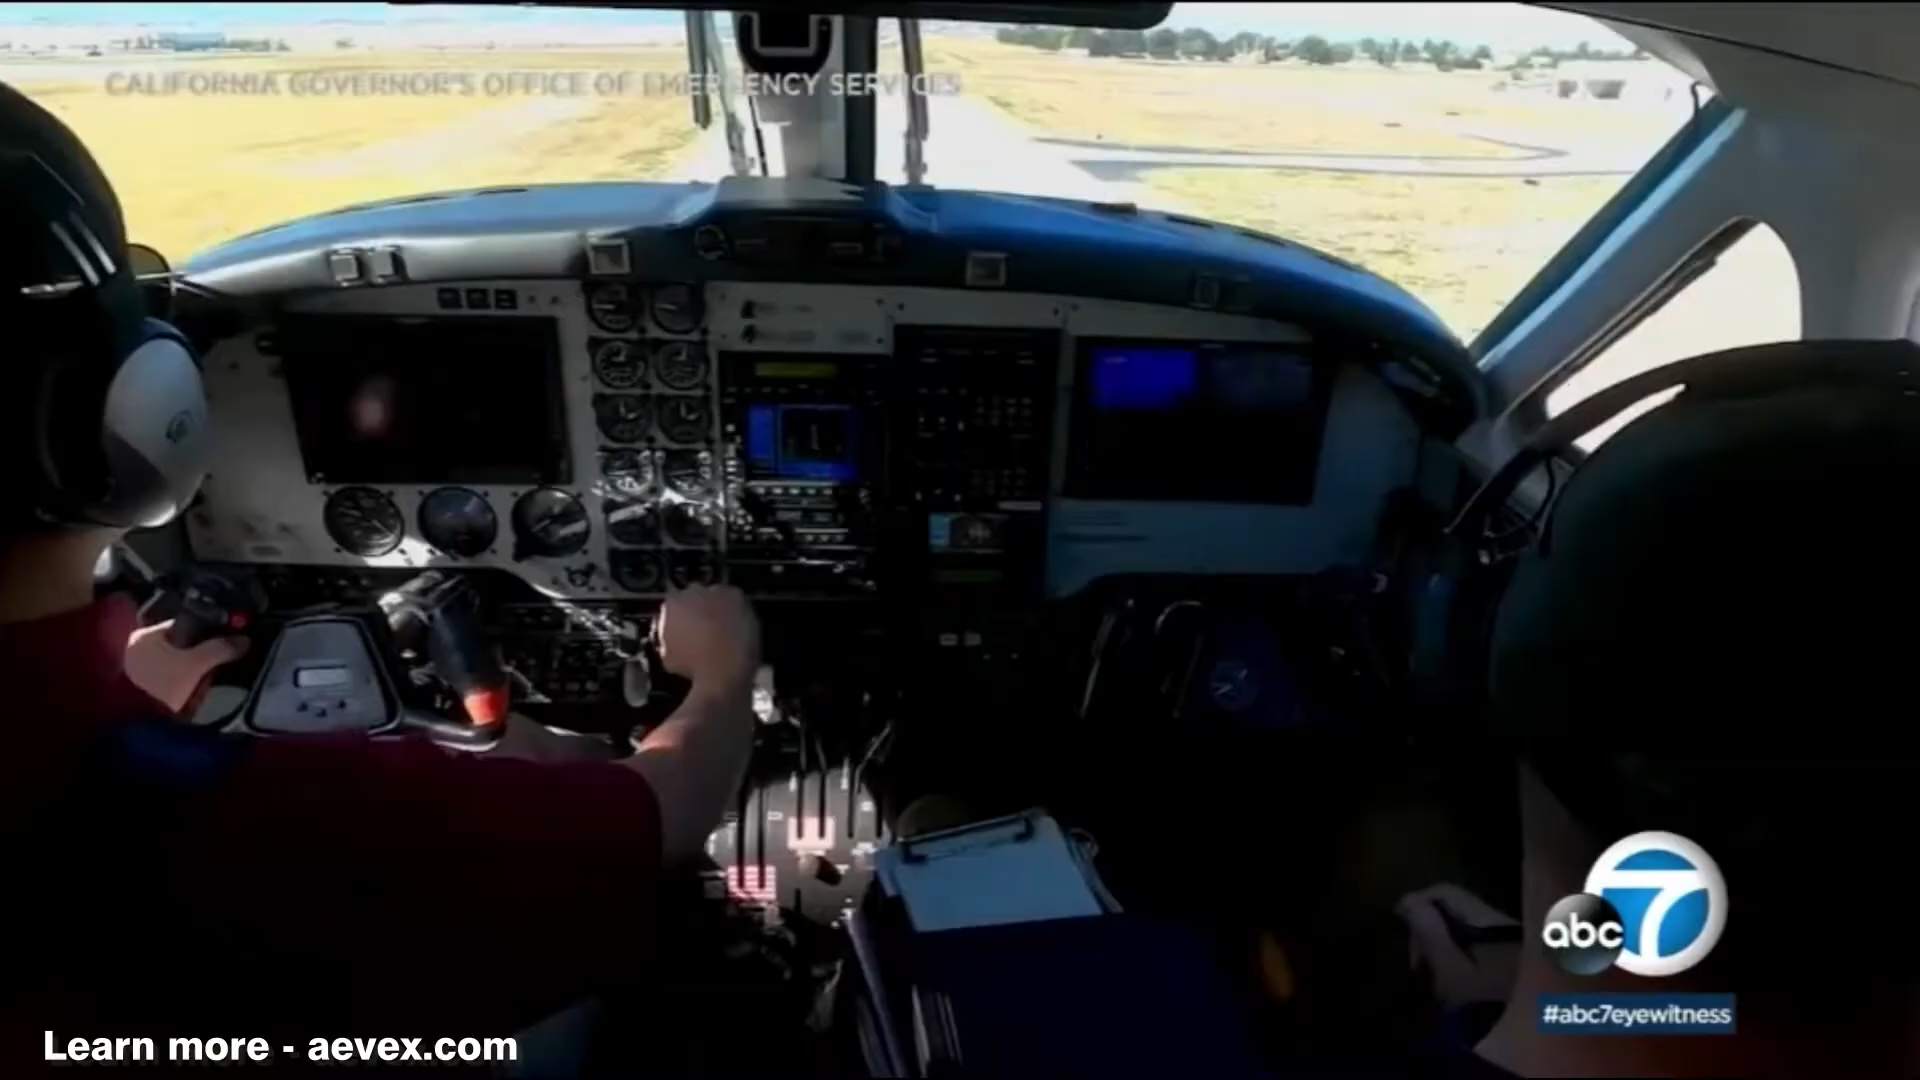 CALIFORNIA GOVERNOR'S OFFICE OF EMERGENCY SERVICES
abc 7
#abc7eyewitness
Learn more - aevex.com